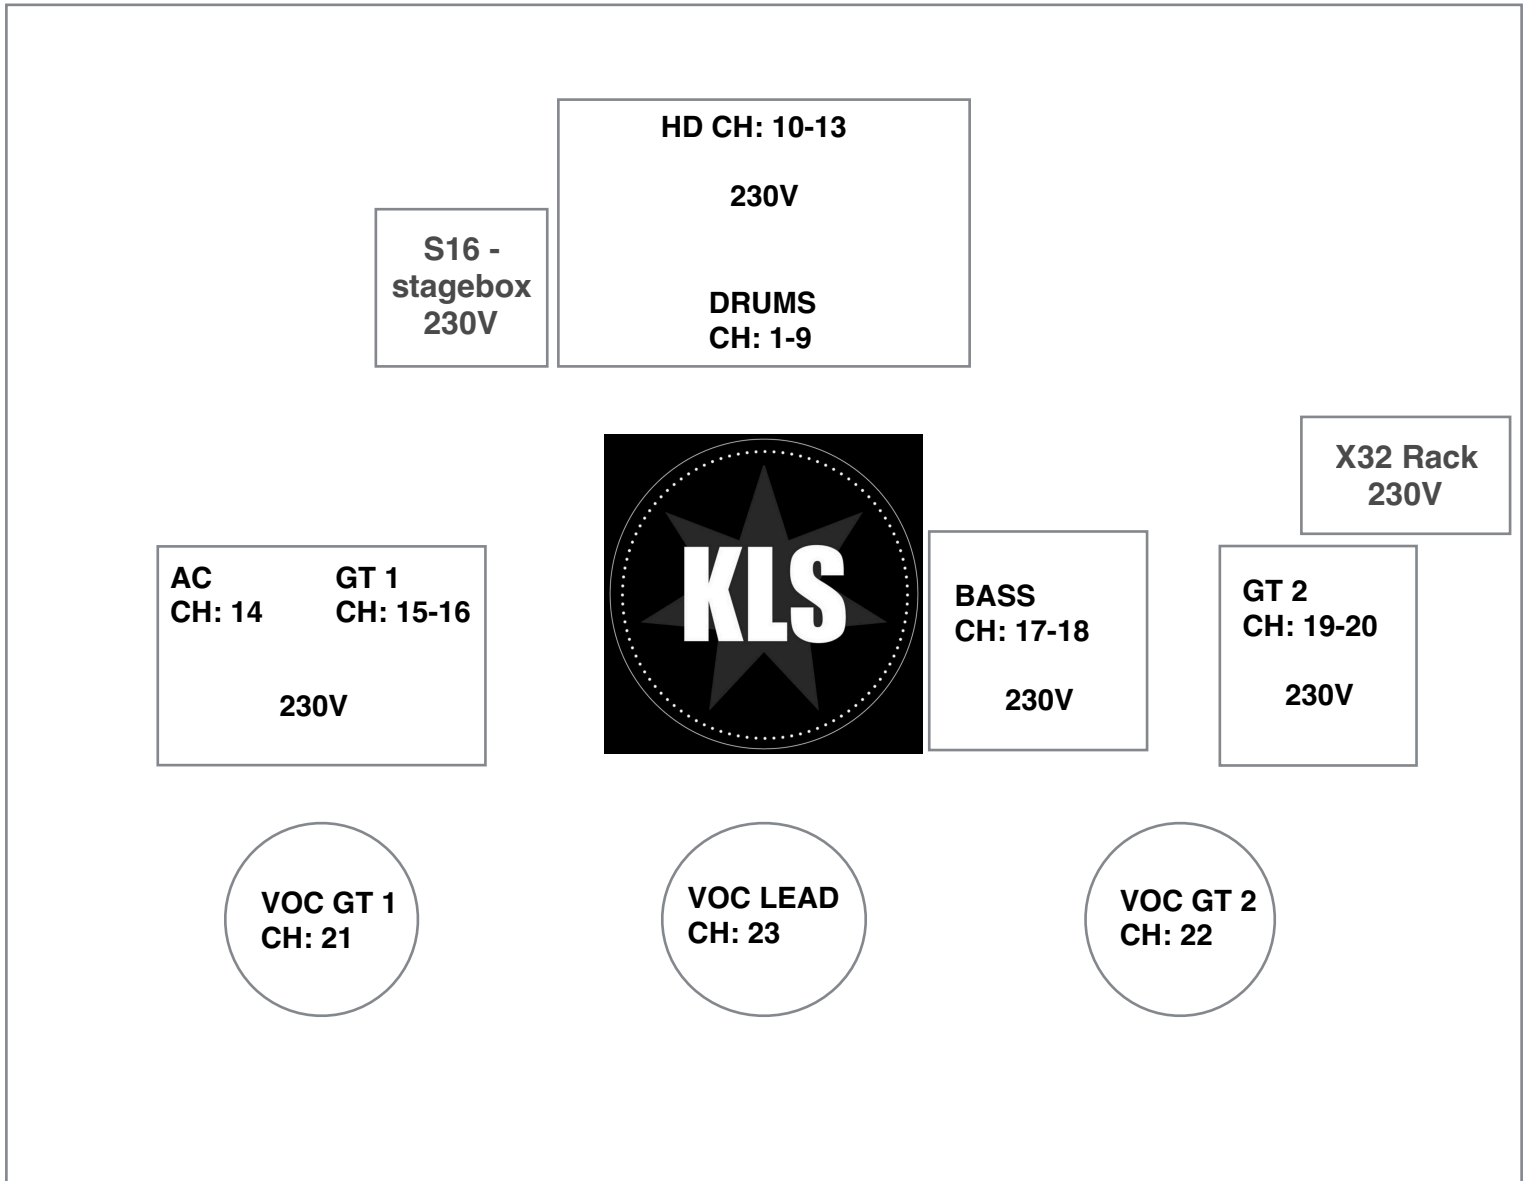 HD CH: 10-13
230V
S16 -
stagebox
230V
DRUMS
CH: 1-9
X32 Rack
230V
AC
CH: 14
GT 1
CH: 15-16
230V
KLS
BASS
CH: 17-18
230V
GT 2
CH: 19-20
230V
VOC GT 1
CH: 21
VOC LEAD
CH: 23
VOC GT 2
CH: 22